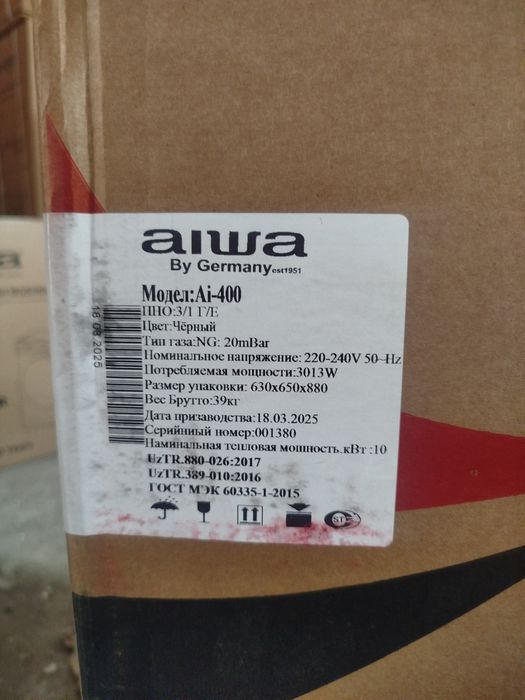 aiwa
By Germany est1951
Модел:Ai-400
ПНО:3/1 Г/Е
Цвет:Чёрный
Тип газа:NG: 20mBar
Номинальное напряжение: 220-240V 50~Hz
Потребляемая мощности:3013W
Размер упаковки: 630x650x880
Вес Брутто:39кг
Дата призаводства:18.03.2025
Серийиный номер:001380
Наминальная тепловая мощность.кВт :10
UzTR.880-026:2017
UzTR.389-010:2016
ГОСТ МЭК 60335-1-2015
18 03 2025